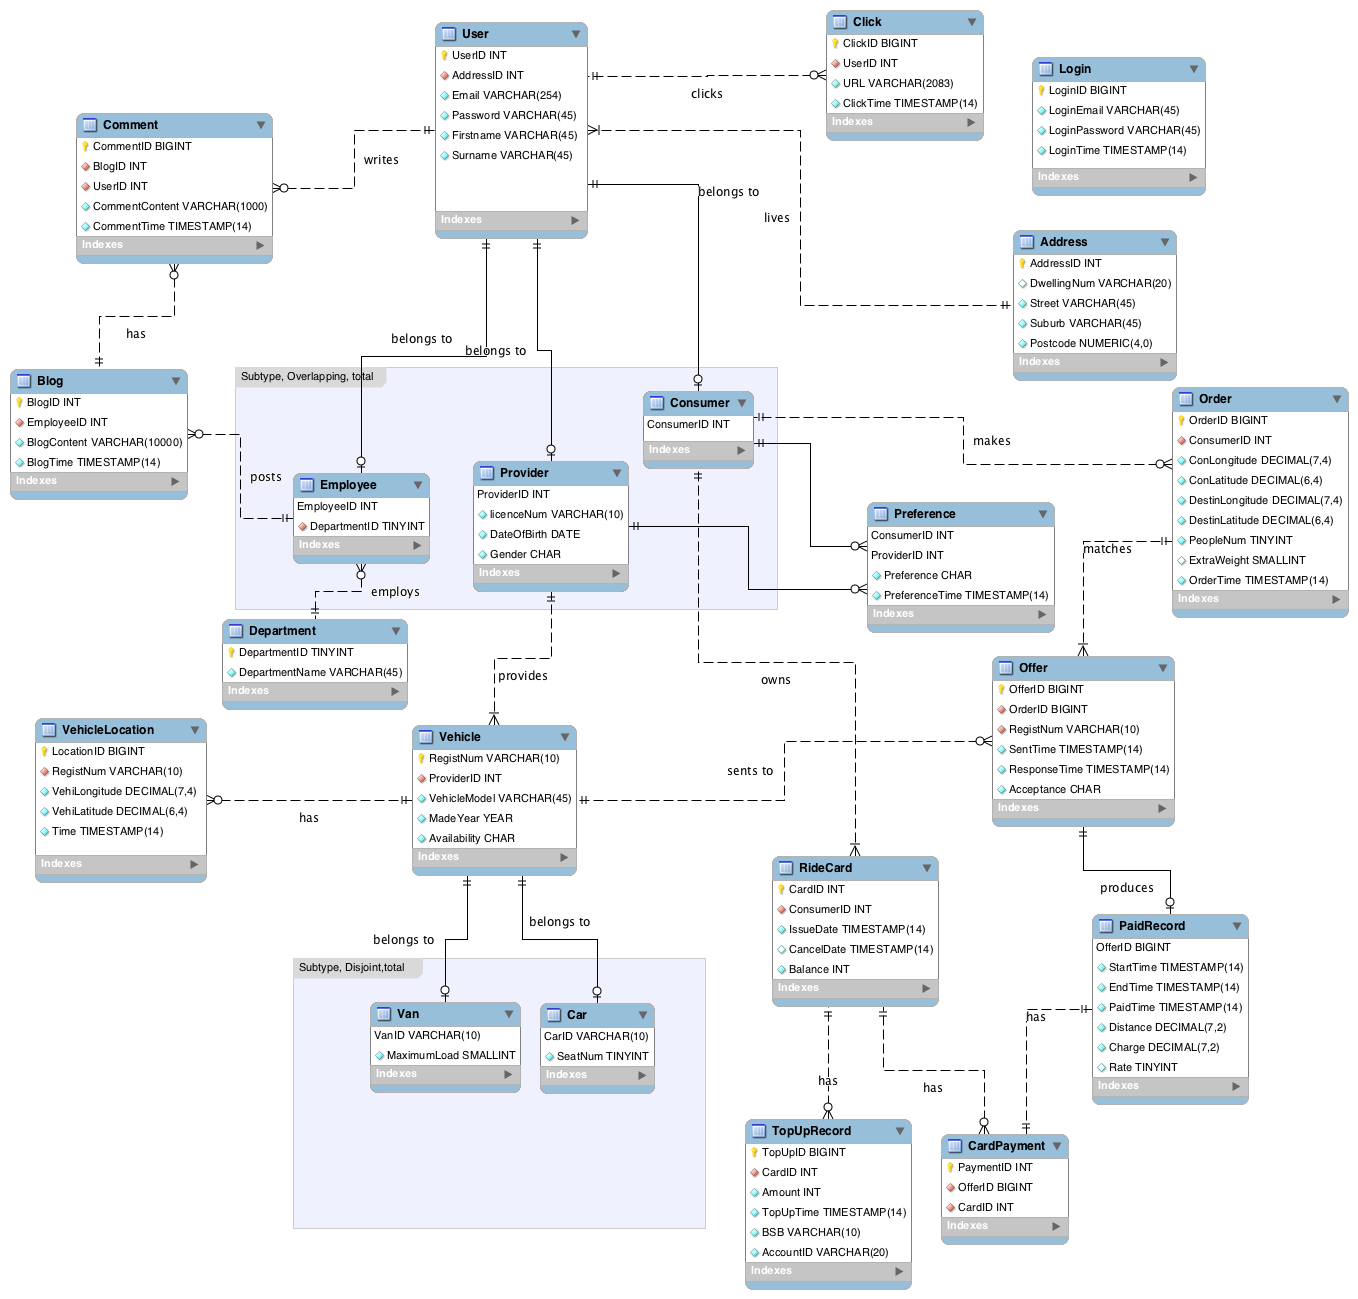 User
UserID INT
AddressID INT
Email VARCHAR(254)
Password VARCHAR(45)
Firstname VARCHAR(45)
Surname VARCHAR(45)
Indexes
Click
ClickID BIGINT
UserID INT
URL VARCHAR(2083)
ClickTime TIMESTAMP(14)
Indexes
Login
LoginID BIGINT
LoginEmail VARCHAR(45)
LoginPassword VARCHAR(45)
LoginTime TIMESTAMP(14)
Indexes
clicks
Comment
CommentID BIGINT
BlogID INT
UserID INT
CommentContent VARCHAR(1000)
CommentTime TIMESTAMP(14)
Indexes
writes
belongs to
lives
Address
AddressID INT
DwellingNum VARCHAR(20)
Street VARCHAR(45)
Suburb VARCHAR(45)
Postcode NUMERIC(4,0)
Indexes
has
belongs to
belongs to
Blog
BlogID INT
EmployeeID INT
BlogContent VARCHAR(10000)
BlogTime TIMESTAMP(14)
Indexes
Subtype, Overlapping, total
Consumer
ConsumerID INT
Indexes
makes
Order
OrderID BIGINT
ConsumerID INT
ConLongitude DECIMAL(7,4)
ConLatitude DECIMAL(6,4)
DestinLongitude DECIMAL(7,4)
DestinLatitude DECIMAL(6,4)
PeopleNum TINYINT
ExtraWeight SMALLINT
OrderTime TIMESTAMP(14)
Indexes
posts
Employee
EmployeeID INT
DepartmentID TINYINT
Indexes
Provider
ProviderID INT
licenceNum VARCHAR(10)
DateOfBirth DATE
Gender CHAR
Indexes
Preference
ConsumerID INT
ProviderID INT
Preference CHAR
PreferenceTime TIMESTAMP(14)
Indexes
matches
employs
Department
DepartmentID TINYINT
DepartmentName VARCHAR(45)
Indexes
provides
owns
Offer
OfferID BIGINT
OrderID BIGINT
RegistNum VARCHAR(10)
SentTime TIMESTAMP(14)
ResponseTime TIMESTAMP(14)
Acceptance CHAR
Indexes
VehicleLocation
LocationID BIGINT
RegistNum VARCHAR(10)
VehiLongitude DECIMAL(7,4)
VehiLatitude DECIMAL(6,4)
Time TIMESTAMP(14)
Indexes
has
Vehicle
RegistNum VARCHAR(10)
ProviderID INT
VehicleModel VARCHAR(45)
MadeYear YEAR
Availability CHAR
Indexes
sents to
RideCard
CardID INT
ConsumerID INT
IssueDate TIMESTAMP(14)
CancelDate TIMESTAMP(14)
Balance INT
Indexes
produces
PaidRecord
OfferID BIGINT
StartTime TIMESTAMP(14)
EndTime TIMESTAMP(14)
PaidTime TIMESTAMP(14)
Distance DECIMAL(7,2)
Charge DECIMAL(7,2)
Rate TINYINT
Indexes
belongs to
belongs to
Subtype, Disjoint,total
Van
VanID VARCHAR(10)
MaximumLoad SMALLINT
Indexes
Car
CarID VARCHAR(10)
SeatNum TINYINT
Indexes
has
has
has
TopUpRecord
TopUpID BIGINT
CardID INT
Amount INT
TopUpTime TIMESTAMP(14)
BSB VARCHAR(10)
AccountID VARCHAR(20)
Indexes
CardPayment
PaymentID INT
OfferID BIGINT
CardID INT
Indexes